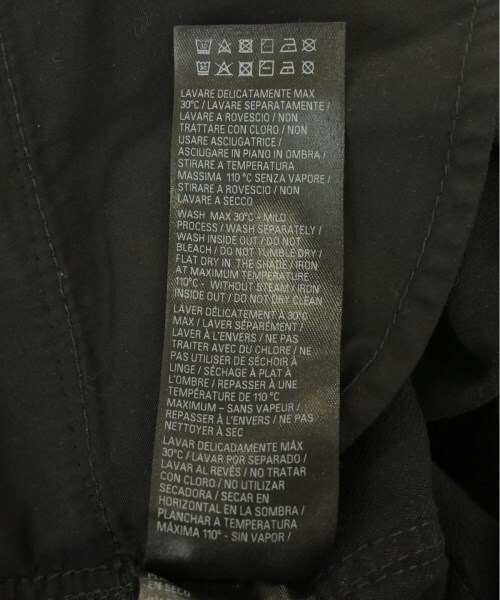 LAVARE DELICATAMENTE MAX
30°C / LAVARE SEPARATAMENTE /
LAVARE A ROVESCIO / NON
TRATTARE CON CLORO / NON
USARE ASCIUGATRICE /
ASCIUGARE IN PIANO IN OMBRA /
STIRARE A TEMPERATURA
MASSIMA 110 °C SENZA VAPORE /
STIRARE A ROVESCIO / NON
LAVARE A SECCO
WASH MAX 30°C - MILD
PROCESS / WASH SEPARATELY /
WASH INSIDE OUT / DO NOT
BLEACH / DO NOT TUMBLE DRY /
FLAT DRY IN THE SHADE / IRON
AT MAXIMUM TEMPERATURE
110°C - WITHOUT STEAM / IRON
INSIDE OUT / DO NOT DRY CLEAN
LAVER DÉLICATEMENT À 30°C
MAX / LAVER SÉPARÉMENT /
LAVER À L'ENVERS / NE PAS
TRAITER AVEC DU CHLORE / NE
PAS UTILISER DE SÉCHOIR À
LINGE / SÉCHAGE À PLAT À
L'OMBRE / REPASSER À UNE
TEMPÉRATURE DE 110 °C
MAXIMUM – SANS VAPEUR /
REPASSER À L'ENVERS / NE PAS
NETTOYER À SEC
LAVAR DELICADAMENTE MÁX
30°C / LAVAR POR SEPARADO /
LAVAR AL REVÉS / NO TRATAR
CON CLORO / NO UTILIZAR
SECADORA / SECAR EN
HORIZONTAL EN LA SOMBRA /
PLANCHAR A TEMPERATURA
MÁXIMA 110° - SIN VAPOR /